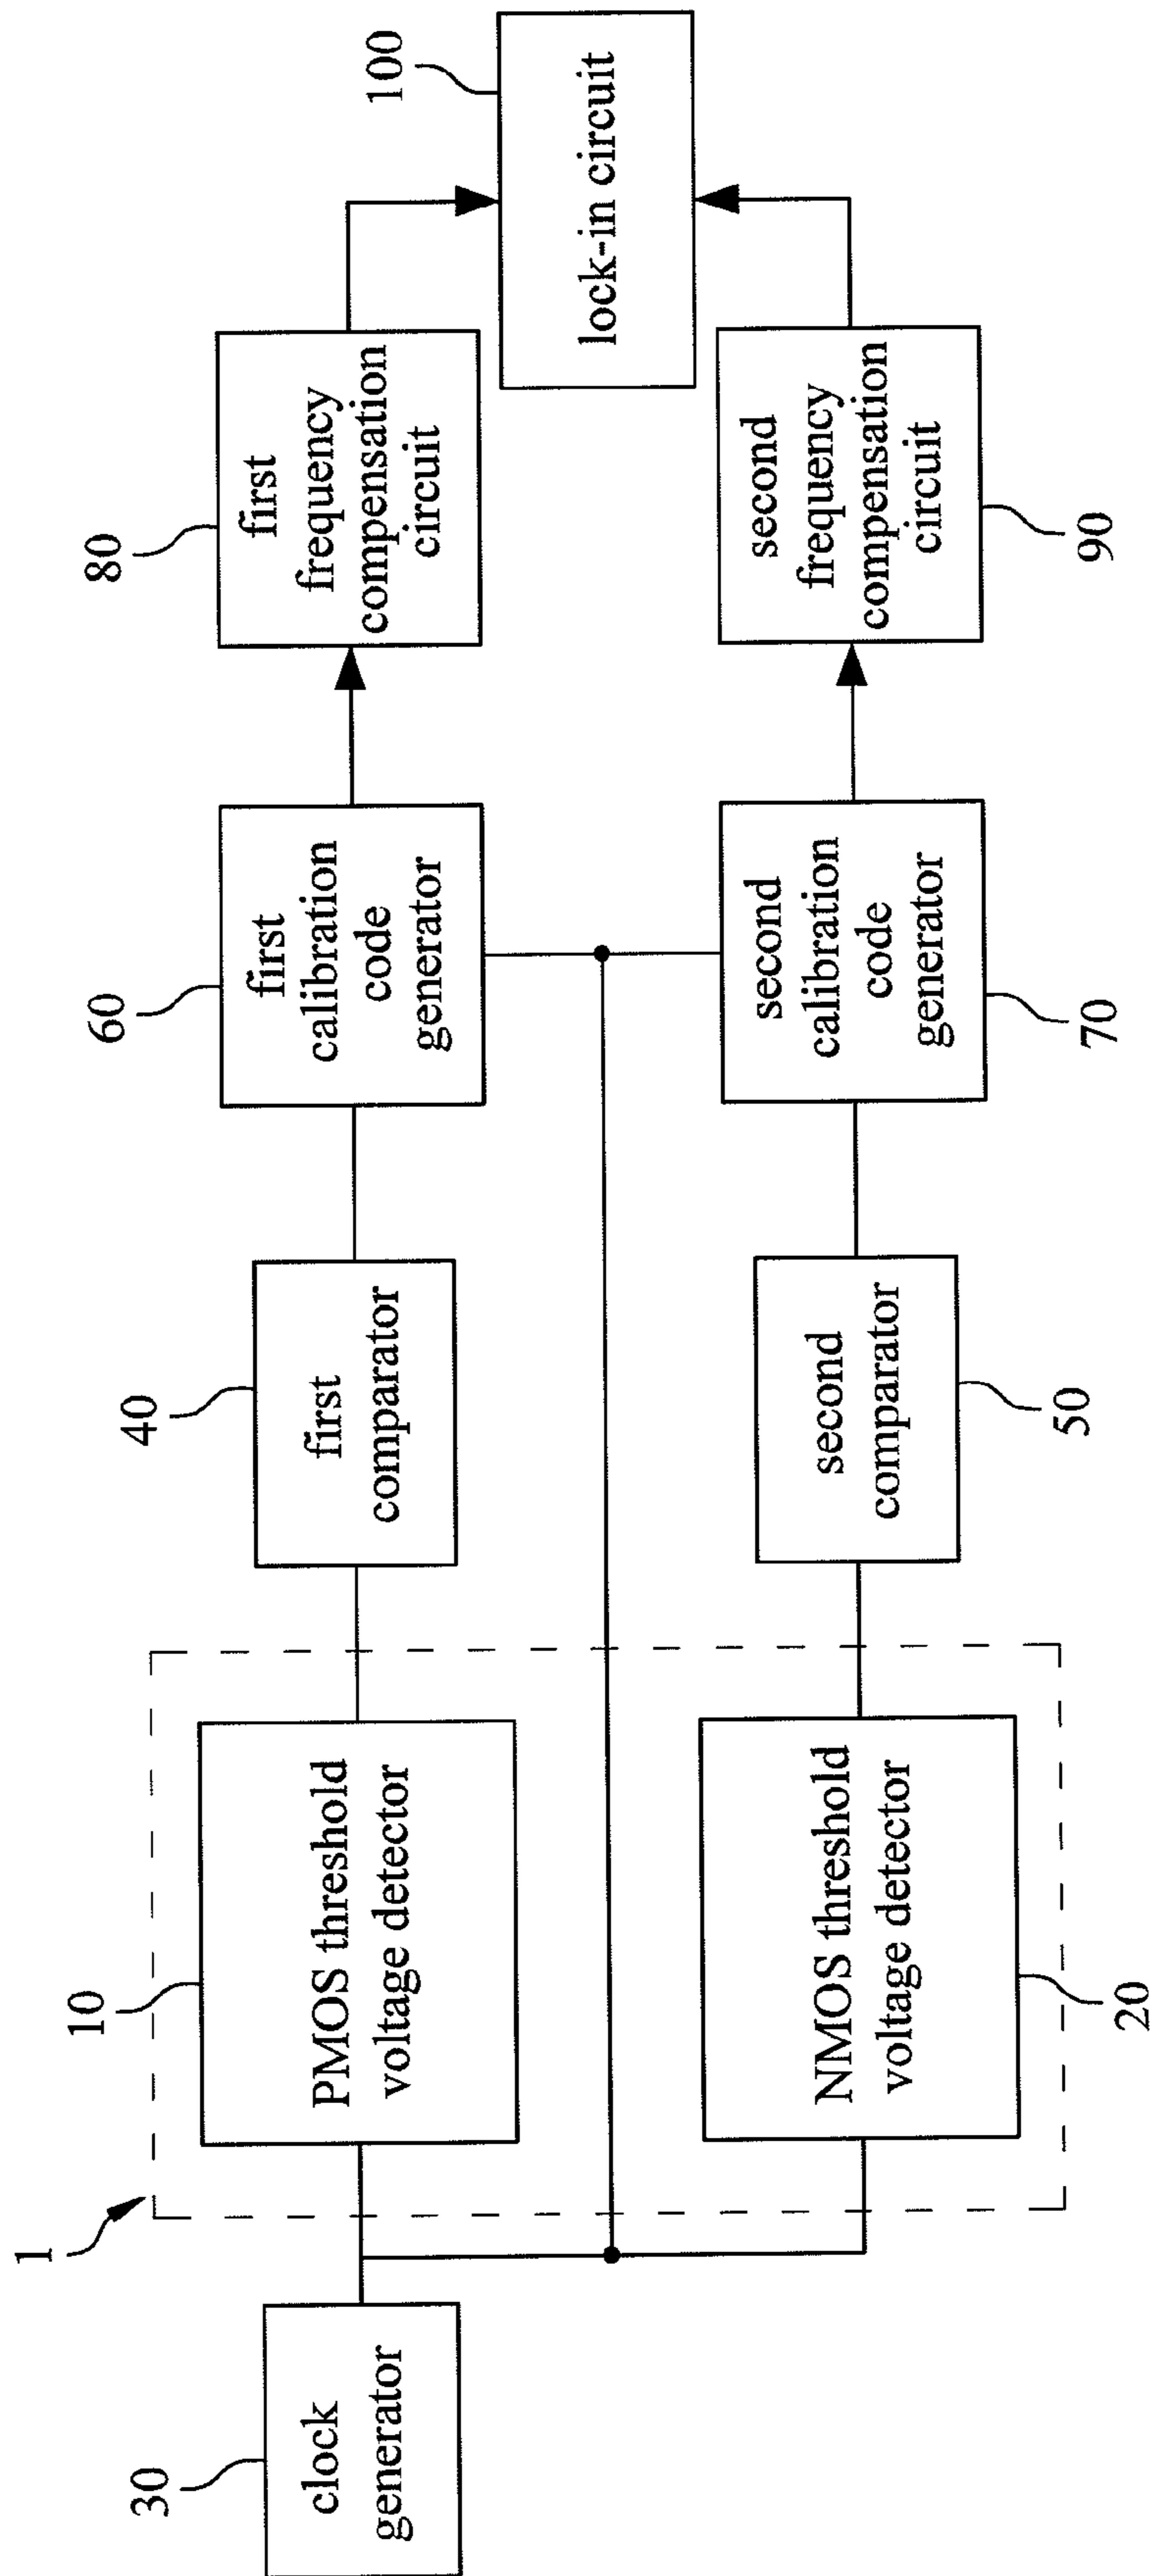 1
30
clock
generator
10
PMOS threshold
voltage detector
NMOS threshold
voltage detector
20
40
first
comparator
second
comparator
50
60
first
calibration
code
generator
second
calibration
code
generator
70
80
first
frequency
compensation
circuit
second
frequency
compensation
circuit
90
100
lock-in circuit